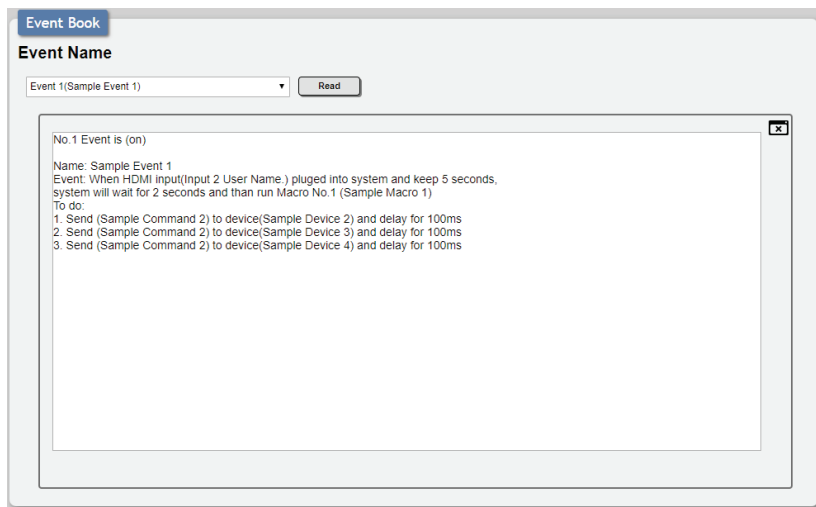 Event Book
Event Name
Event 1(Sample Event 1)
Read
No.1 Event is (on)
Name: Sample Event 1
Event: When HDMI input(Input 2 User Name.) pluged into system and keep 5 seconds,
system will wait for 2 seconds and than run Macro No.1 (Sample Macro 1)
To do:
1. Send (Sample Command 2) to device(Sample Device 2) and delay for 100ms
2. Send (Sample Command 2) to device(Sample Device 3) and delay for 100ms
3. Send (Sample Command 2) to device(Sample Device 4) and delay for 100ms